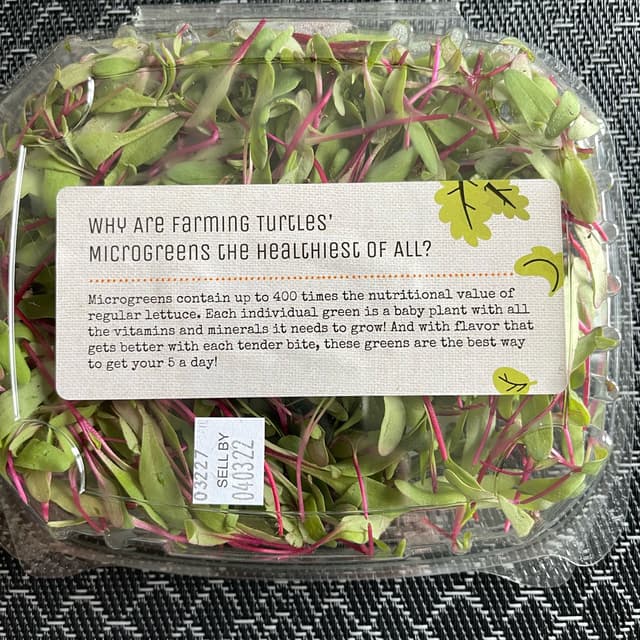 WHY ARE FARMING TURTLES'
MICROGREENS THE HEALTHIEST OF ALL?
Microgreens contain up to 400 times the nutritional value of
regular lettuce. Each individual green is a baby plant with all
the vitamins and minerals it needs to grow! And with flavor that
gets better with each tender bite, these greens are the best way
to get your 5 a day!
03227
SELL BY
040322